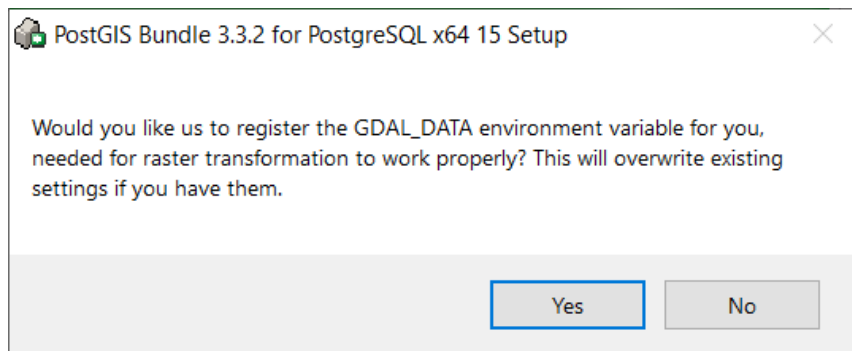 PostGIS Bundle 3.3.2 for PostgreSQL x64 15 Setup
Would you like us to register the GDAL_DATA environment variable for you,
needed for raster transformation to work properly? This will overwrite existing
settings if you have them.
Yes No